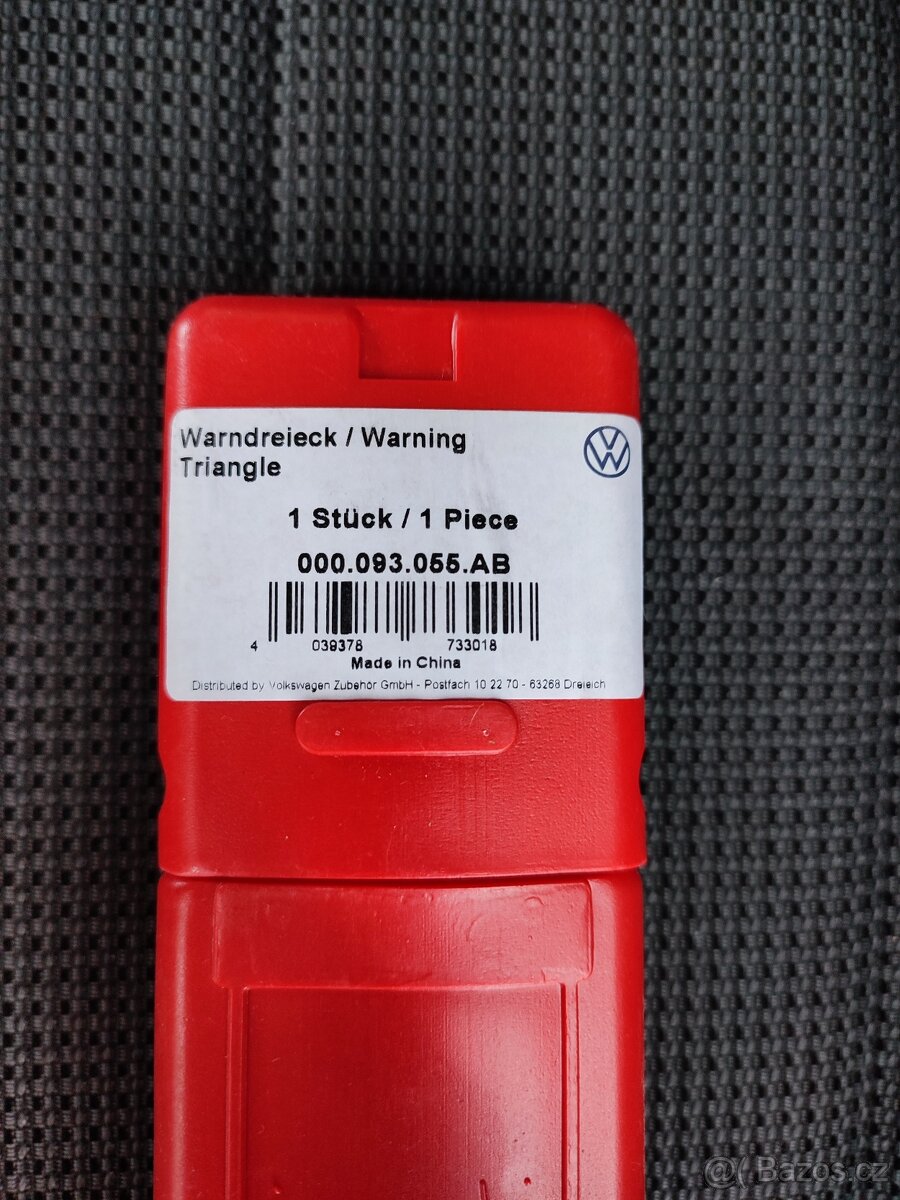 Warndreieck / Warning
Triangle
1 Stück / 1 Piece
000.093.055.AB
4 039378 733018
Made in China
Distributed by Volkswagen Zubehör GmbH - Postfach 10 22 70 - 63268 Dreieich
@( Bazos.cz